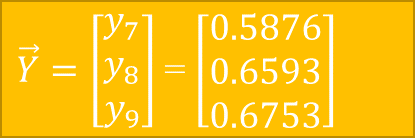 y₇ 0.5876
Y⃗ = y₈ = 0.6593
y₉ 0.6753